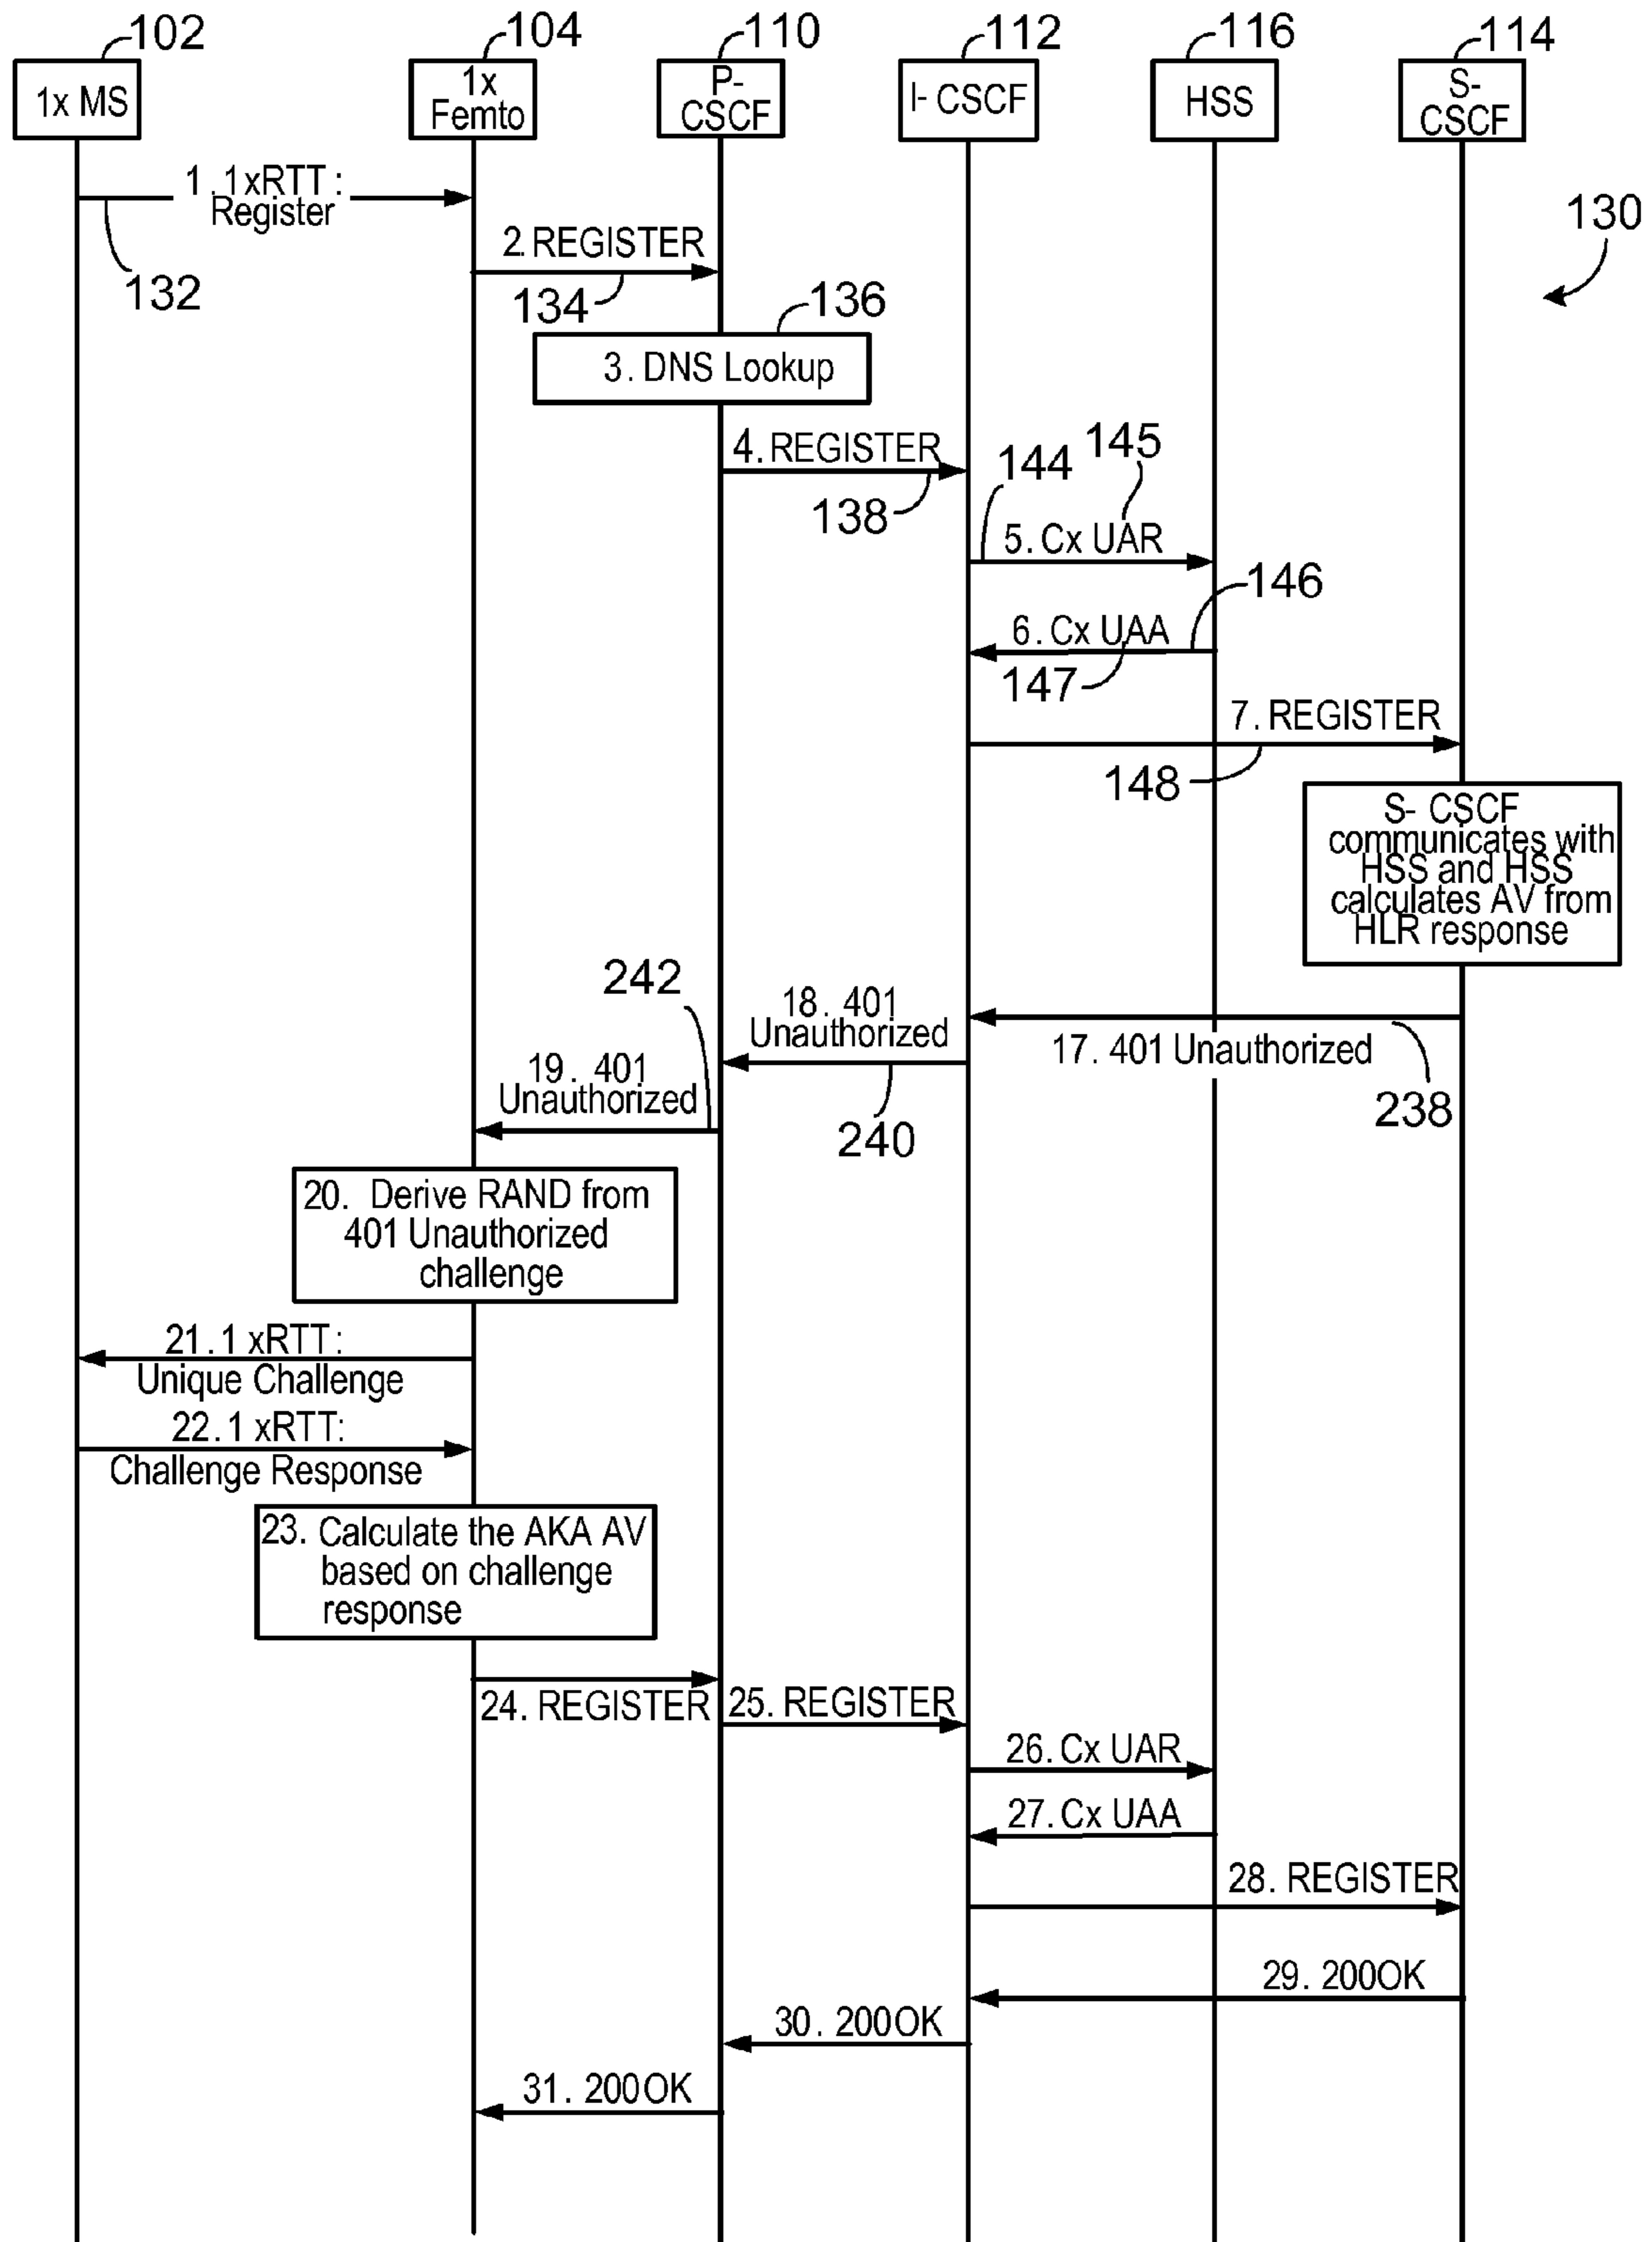 102
104
110
112
116
114
1x MS
1x
Femto
P-
CSCF
I- CSCF
HSS
S-
CSCF
1. 1xRTT :
Register
132
130
2. REGISTER
134
136
3. DNS Lookup
4. REGISTER
138
144
145
5. Cx UAR
146
6. Cx UAA
147
7. REGISTER
148
S- CSCF
communicates with
HSS and HSS
calculates AV from
HLR response
242
18. 401
Unauthorized
17. 401 Unauthorized
19. 401
Unauthorized
240
238
20. Derive RAND from
401 Unauthorized
challenge
21. 1 xRTT :
Unique Challenge
22. 1 xRTT:
Challenge Response
23. Calculate the AKA AV
based on challenge
response
24. REGISTER
25. REGISTER
26. Cx UAR
27. Cx UAA
28. REGISTER
29. 200OK
30. 200OK
31. 200OK